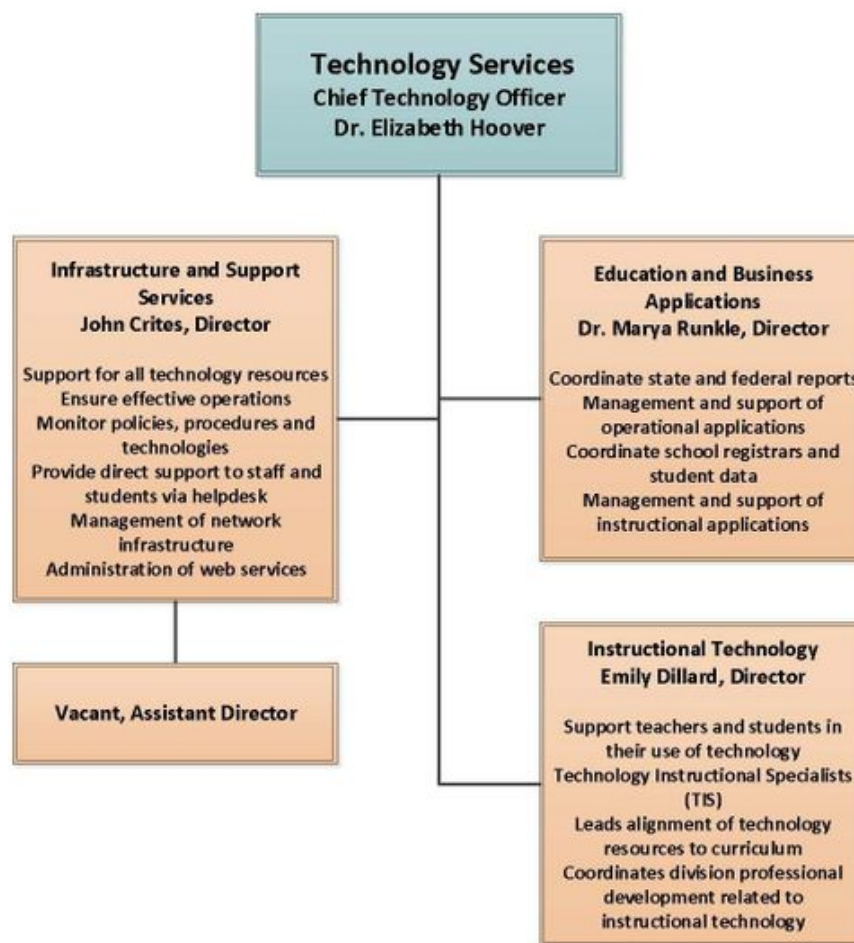 Technology Services
Chief Technology Officer
Dr. Elizabeth Hoover
Infrastructure and Support
Services
John Crites, Director
Support for all technology resources
Ensure effective operations
Monitor policies, procedures and
technologies
Provide direct support to staff and
students via helpdesk
Management of network
infrastructure
Administration of web services
Vacant, Assistant Director
Education and Business
Applications
Dr. Marya Runkle, Director
Coordinate state and federal reports
Management and support of
operational applications
Coordinate school registrars and
student data
Management and support of
instructional applications
Instructional Technology
Emily Dillard, Director
Support teachers and students in
their use of technology
Technology Instructional Specialists
(TIS)
Leads alignment of technology
resources to curriculum
Coordinates division professional
development related to
instructional technology